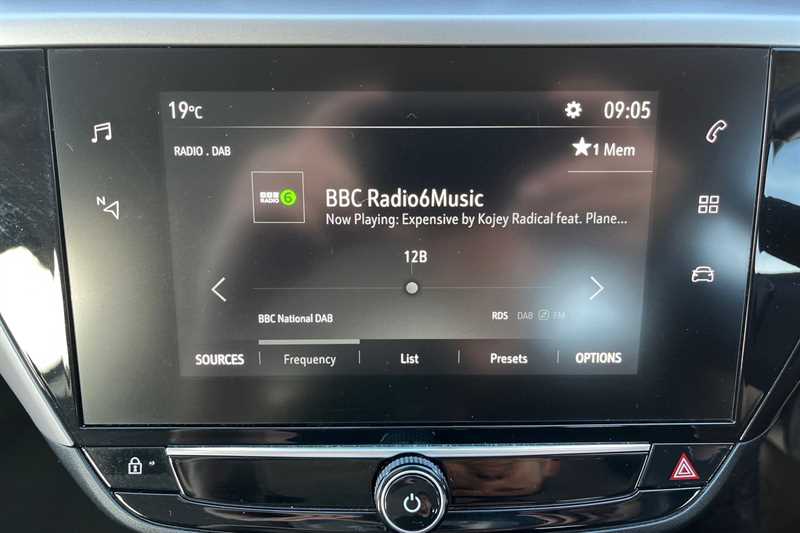 19°C 09:05
RADIO . DAB ★1 Mem
N
BBC RADIO 6
BBC Radio6Music
Now Playing: Expensive by Kojey Radical feat. Plane...
12B
BBC National DAB RDS DAB FM
SOURCES Frequency List Presets OPTIONS